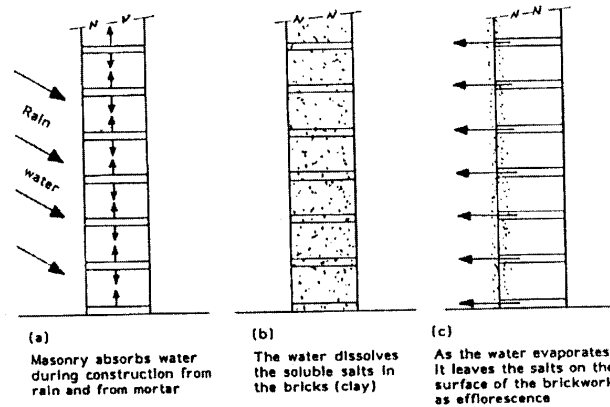 Rain
water
(a)
Masonry absorbs water
during construction from
rain and from mortar
(b)
The water dissolves
the soluble salts in
the bricks (clay)
(c)
As the water evaporates
it leaves the salts on the
surface of the brickwork
as efflorescence